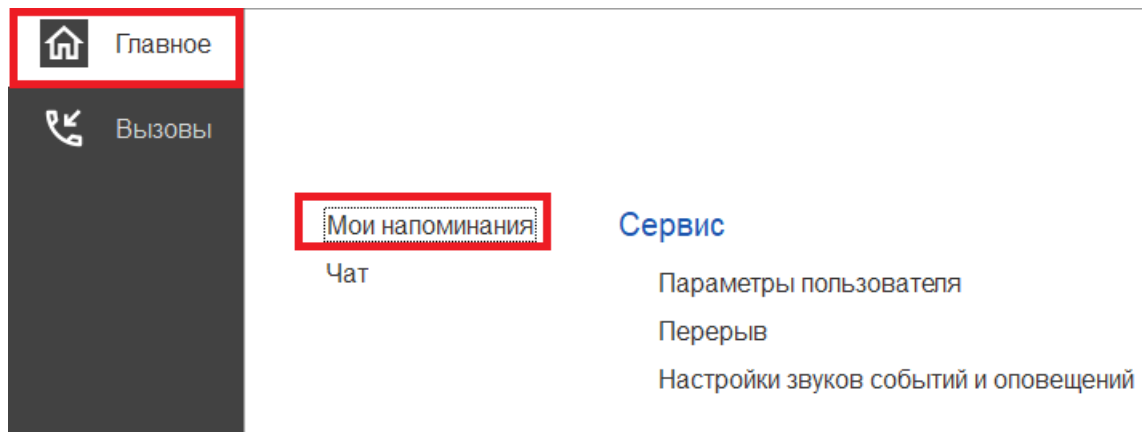 Главное
Вызовы
Мои напоминания
Чат
Сервис
Параметры пользователя
Перерыв
Настройки звуков событий и оповещений